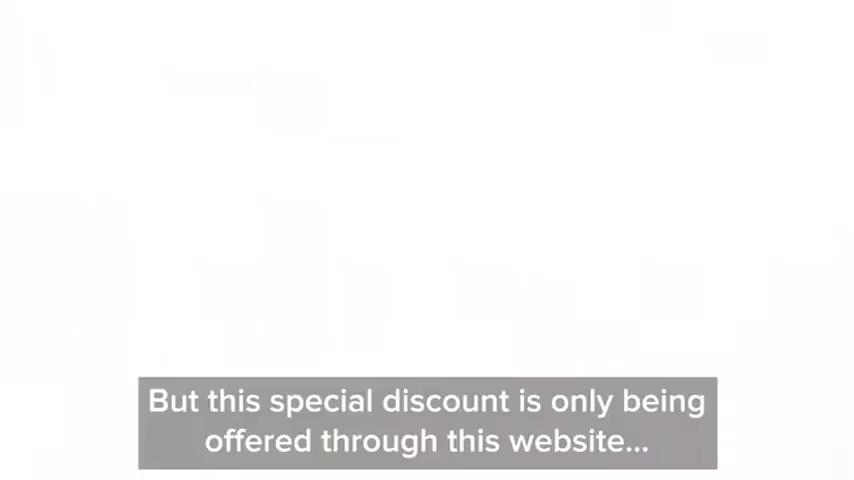 But this special discount is only being
offered through this website...